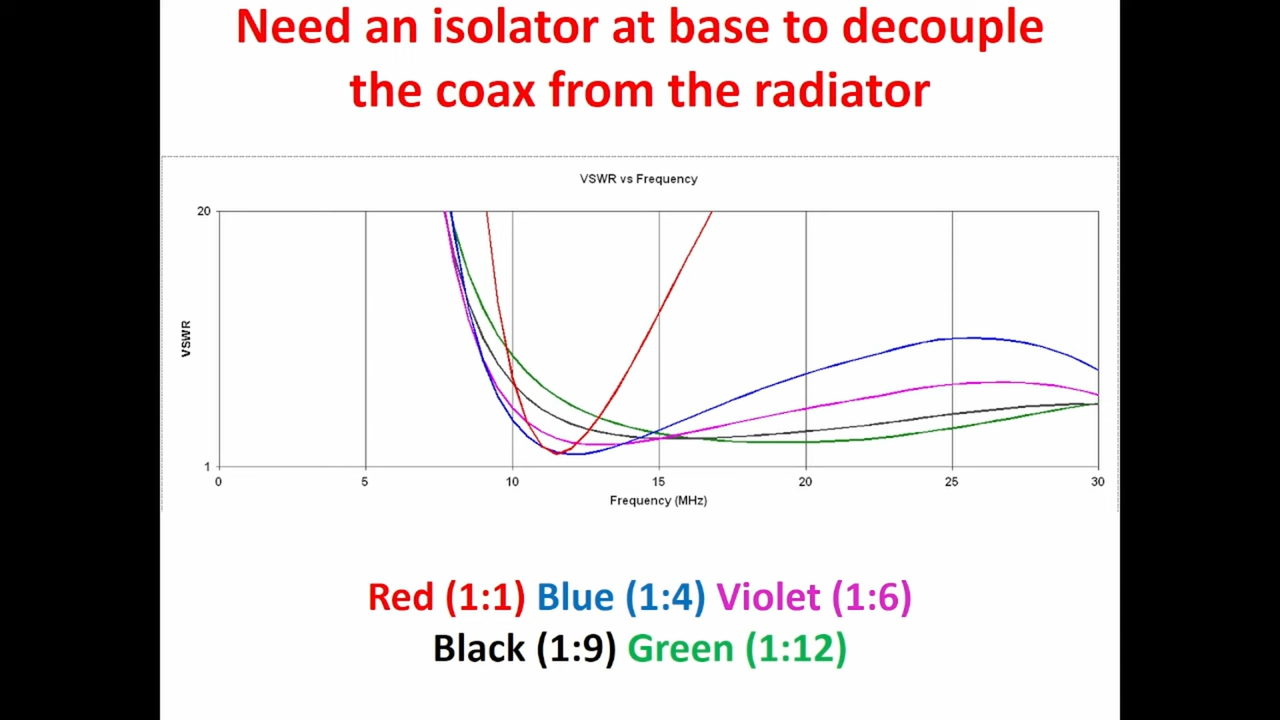 Need an isolator at base to decouple
the coax from the radiator
VSWR vs Frequency
20
VSWR
1
0 5 10 15 20 25 30
Frequency (MHz)
Red (1:1) Blue (1:4) Violet (1:6)
Black (1:9) Green (1:12)